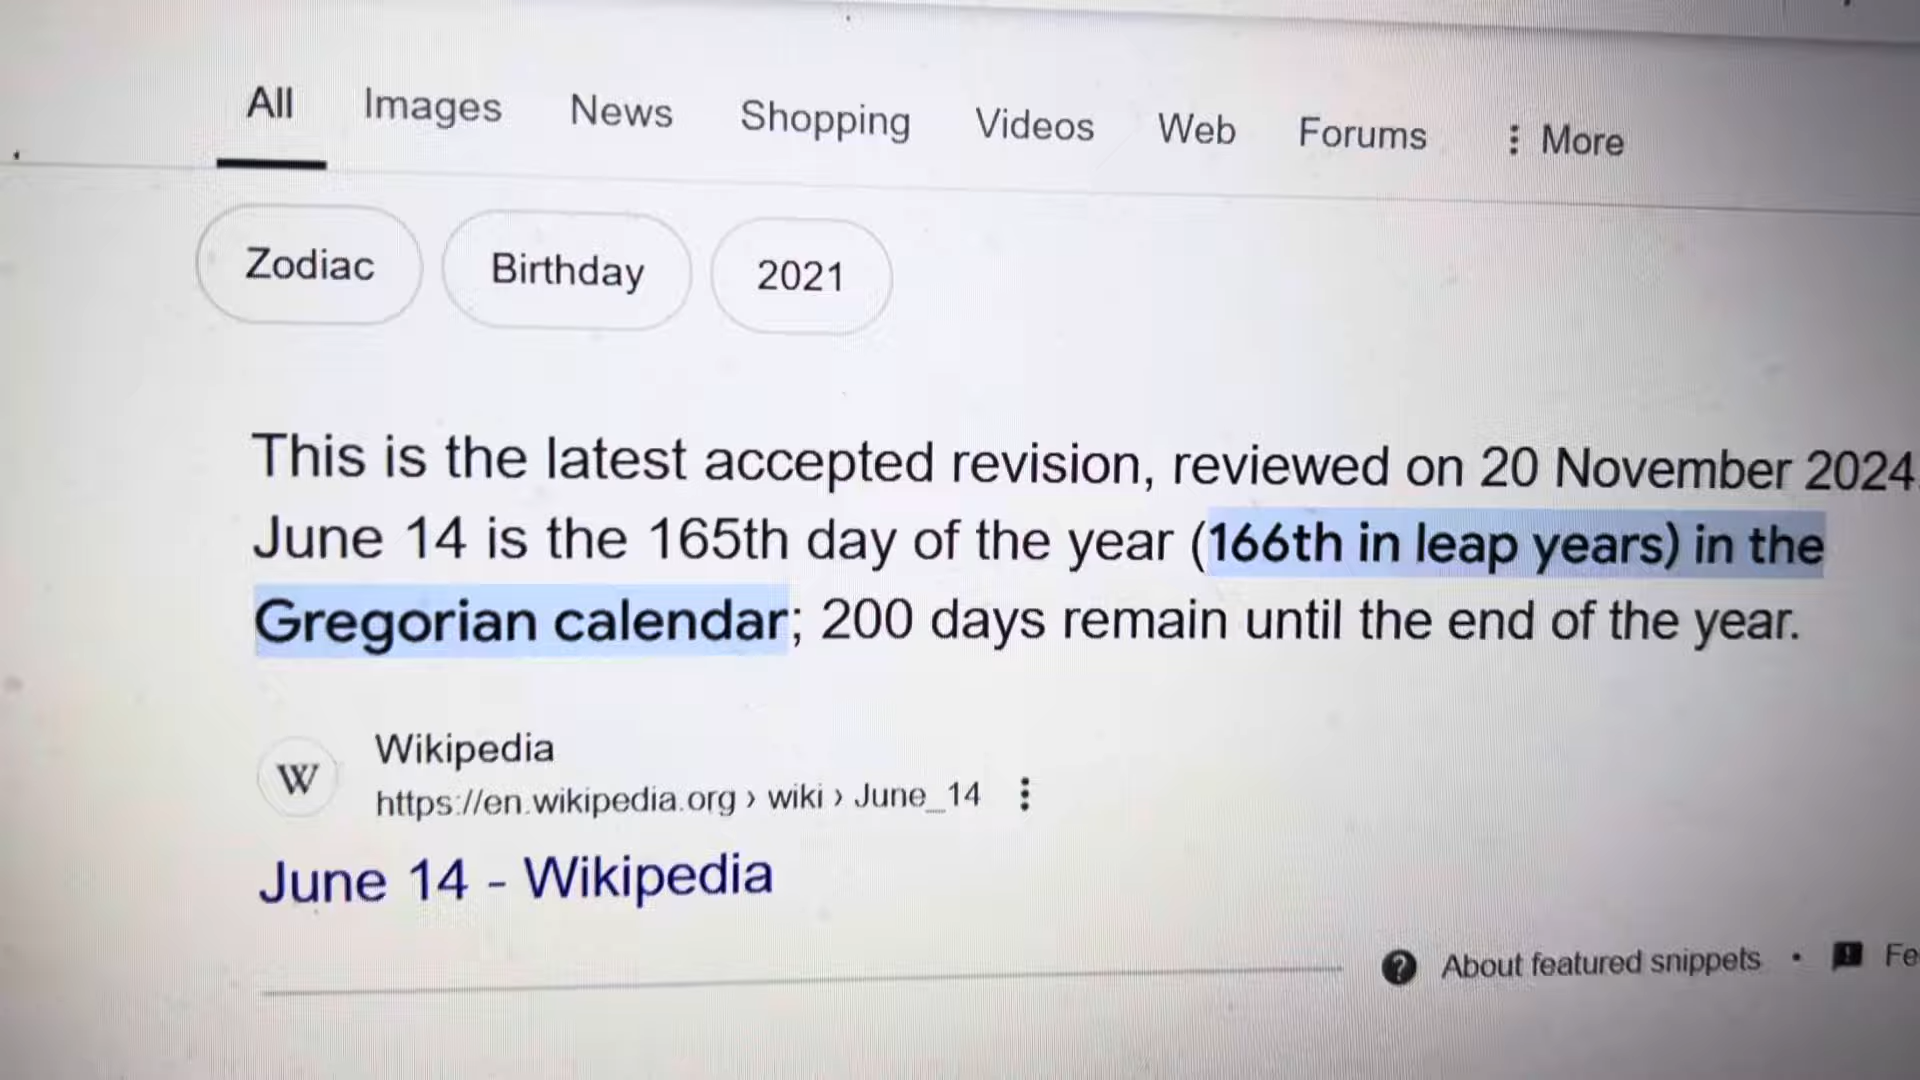 All Images News Shopping Videos Web Forums More
Zodiac Birthday 2021
This is the latest accepted revision, reviewed on 20 November 2024.
June 14 is the 165th day of the year (166th in leap years) in the
Gregorian calendar; 200 days remain until the end of the year.
W
Wikipedia
https://en.wikipedia.org › wiki › June_14
June 14 - Wikipedia
About featured snippets •